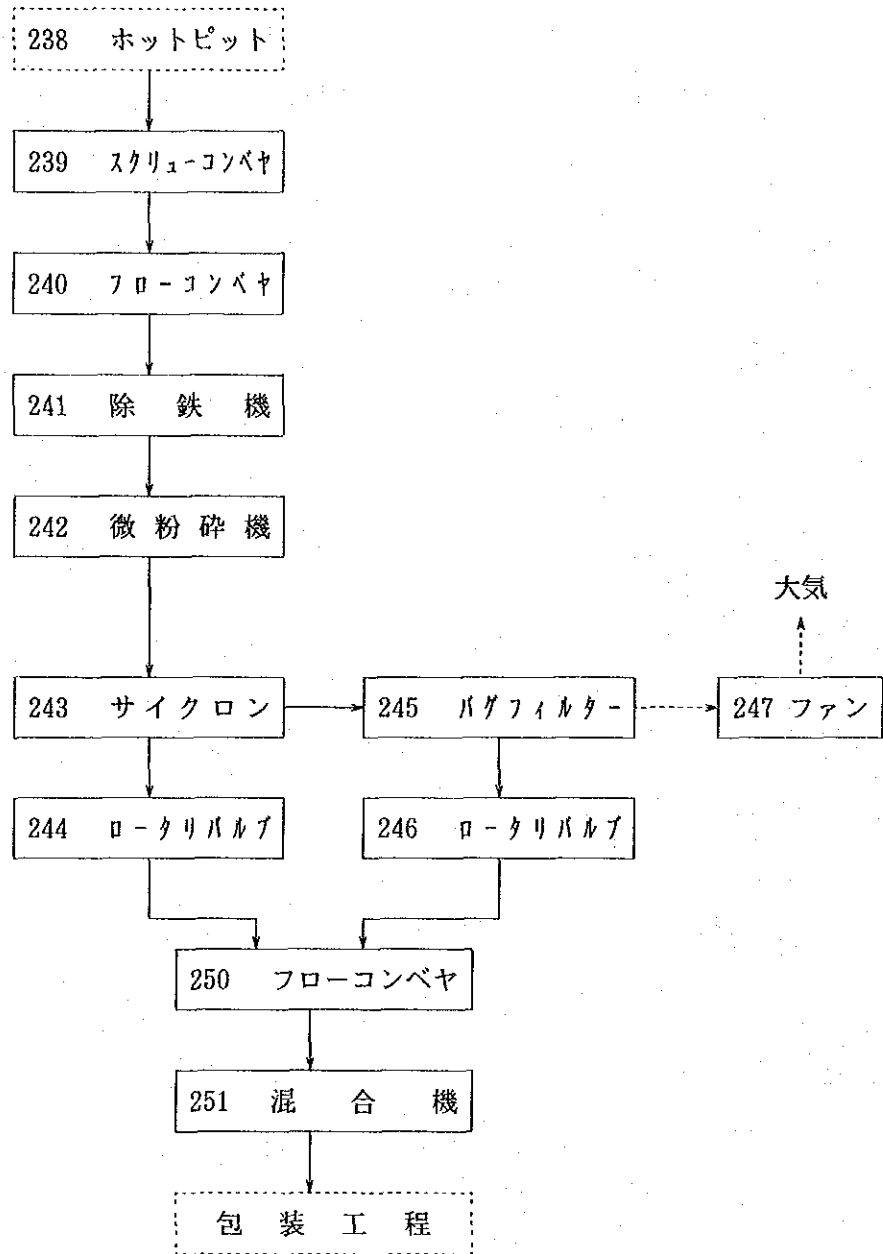 238 ホットピット
239 スクリューコンベヤ
240 フローコンベヤ
241 除鉄機
242 微粉砕機
大気
243 サイクロン
245 バグフィルター
247 ファン
244 ロータリバルブ
246 ロータリバルブ
250 フローコンベヤ
251 混合機
包装工程